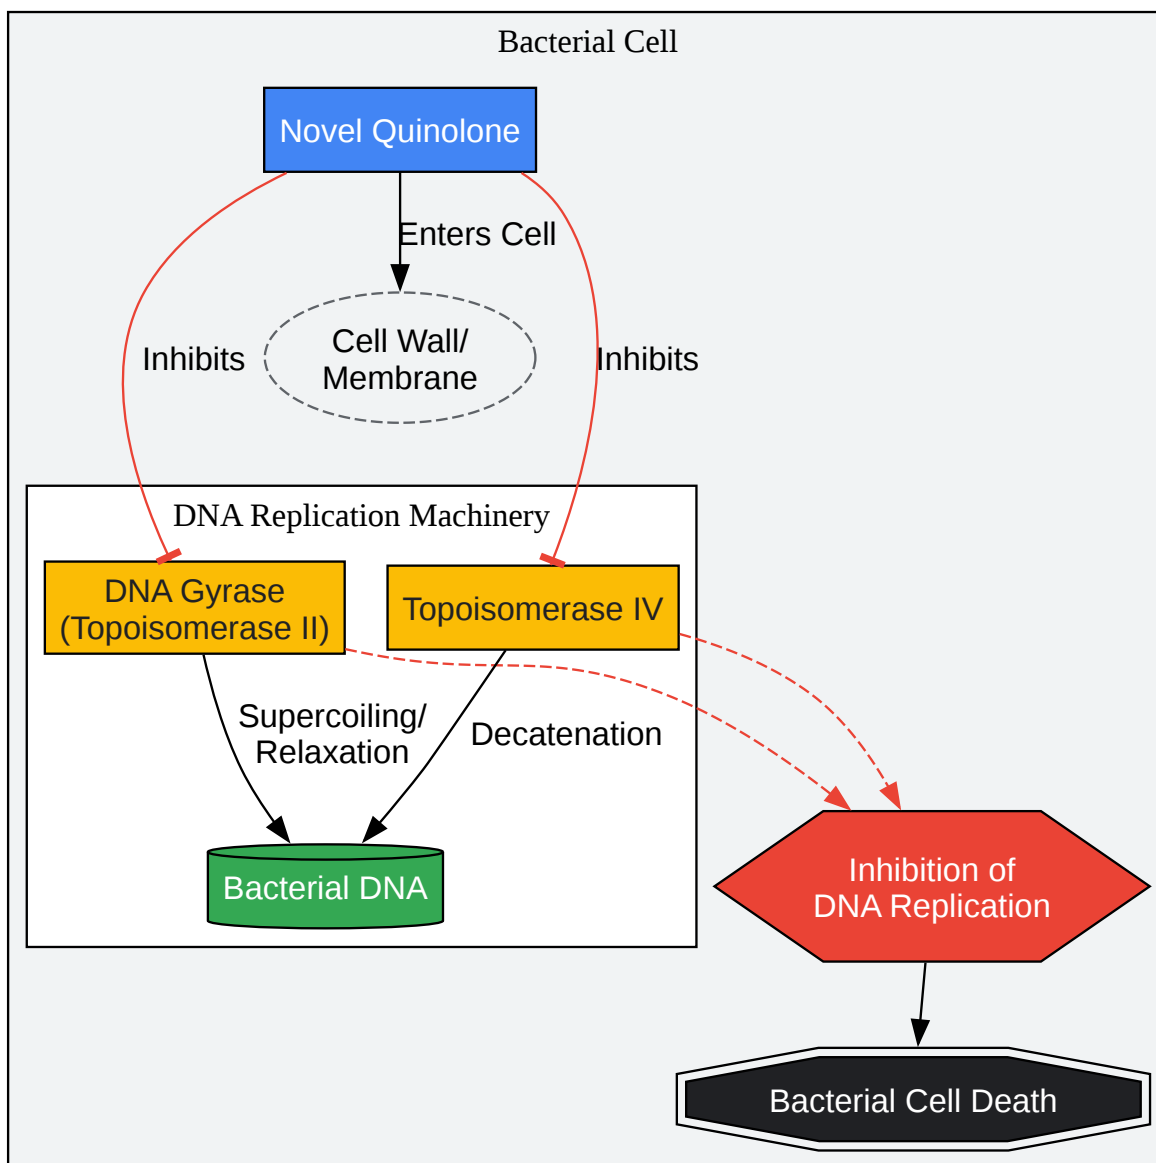 Bacterial Cell
Novel Quinolone
Enters Cell
Inhibits
Cell Wall/
Membrane
Inhibits
DNA Replication Machinery
DNA Gyrase
(Topoisomerase II)
Topoisomerase IV
Supercoiling/
Relaxation
Decatenation
Bacterial DNA
Inhibition of
DNA Replication
Bacterial Cell Death